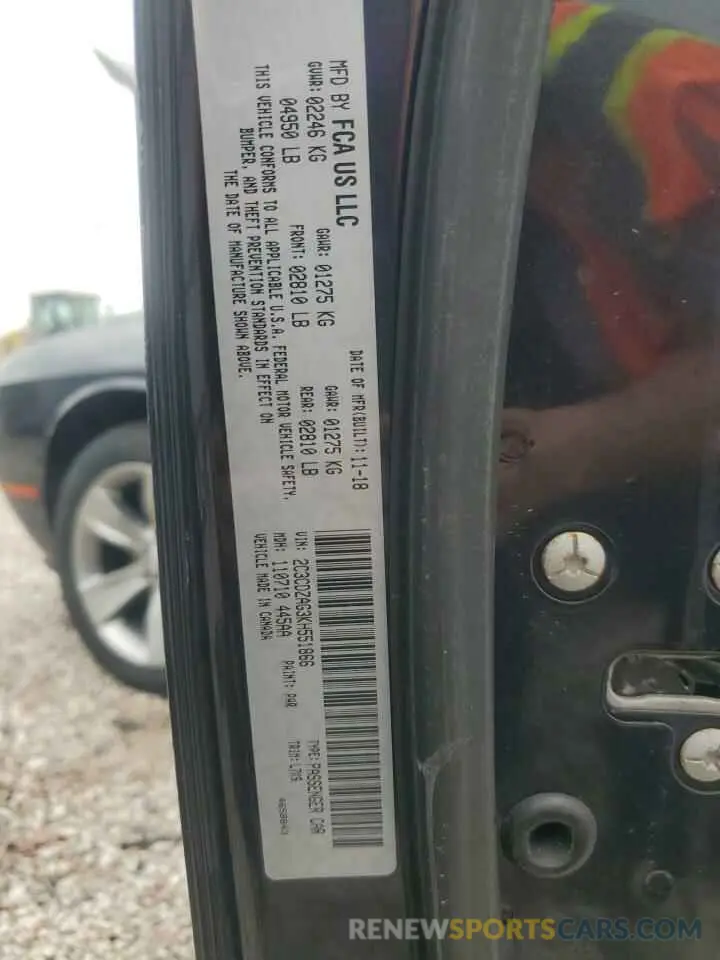 MFD BY FCA US LLC
DATE OF MFR(BUILT): 11-18
GVWR: 02246 KG
04950 LB
GAWR: 01275 KG
FRONT: 02810 LB
GAWR: 01275 KG
REAR: 02810 LB
THIS VEHICLE CONFORMS TO ALL APPLICABLE U.S.A. FEDERAL MOTOR VEHICLE SAFETY,
BUMPER, AND THEFT PREVENTION STANDARDS IN EFFECT ON
THE DATE OF MANUFACTURE SHOWN ABOVE.
VIN: 2C3CDZAG3KH551866
TYPE: PASSENGER CAR
MDH: 110710 445AA
PAINT:
TRIM: L7X9
VEHICLE MADE IN CANADA
RENEWSPORTSCARS.COM